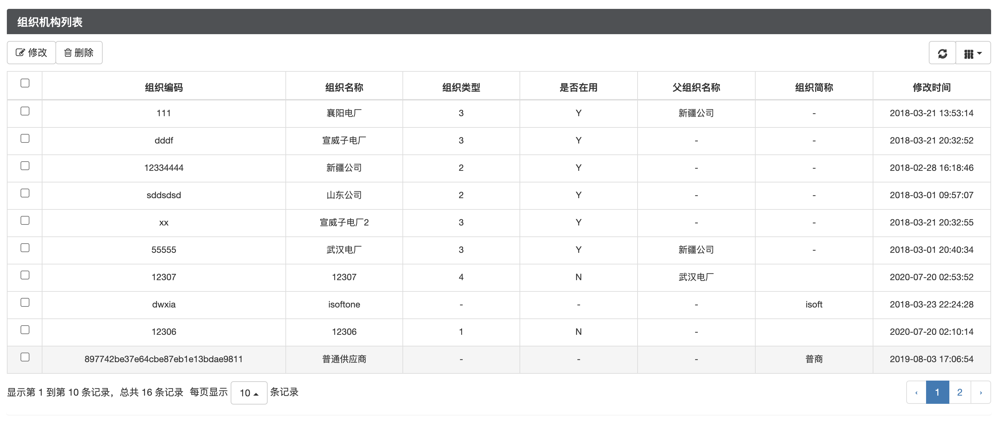 组织机构列表
修改 删除
组织编码 组织名称 组织类型 是否在用 父组织名称 组织简称 修改时间
111 襄阳电厂 3 Y 新疆公司 - 2018-03-21 13:53:14
dddf 宣威子电厂 3 Y - - 2018-03-21 20:32:52
12334444 新疆公司 2 Y - - 2018-02-28 16:18:46
sddsdsd 山东公司 2 Y - - 2018-03-01 09:57:07
xx 宣威子电厂2 3 Y - - 2018-03-21 20:32:55
55555 武汉电厂 3 Y 新疆公司 - 2018-03-01 20:40:34
12307 12307 4 N 武汉电厂 2020-07-20 02:53:52
dwxia isoftone - - - isoft 2018-03-23 22:24:28
12306 12306 1 N - 2020-07-20 02:10:14
897742be37e64cbe87eb1e13bdae9811 普通供应商 - - - 普商 2019-08-03 17:06:54
显示第 1 到第 10 条记录，总共 16 条记录 每页显示 10 条记录 ‹ 1 2 ›